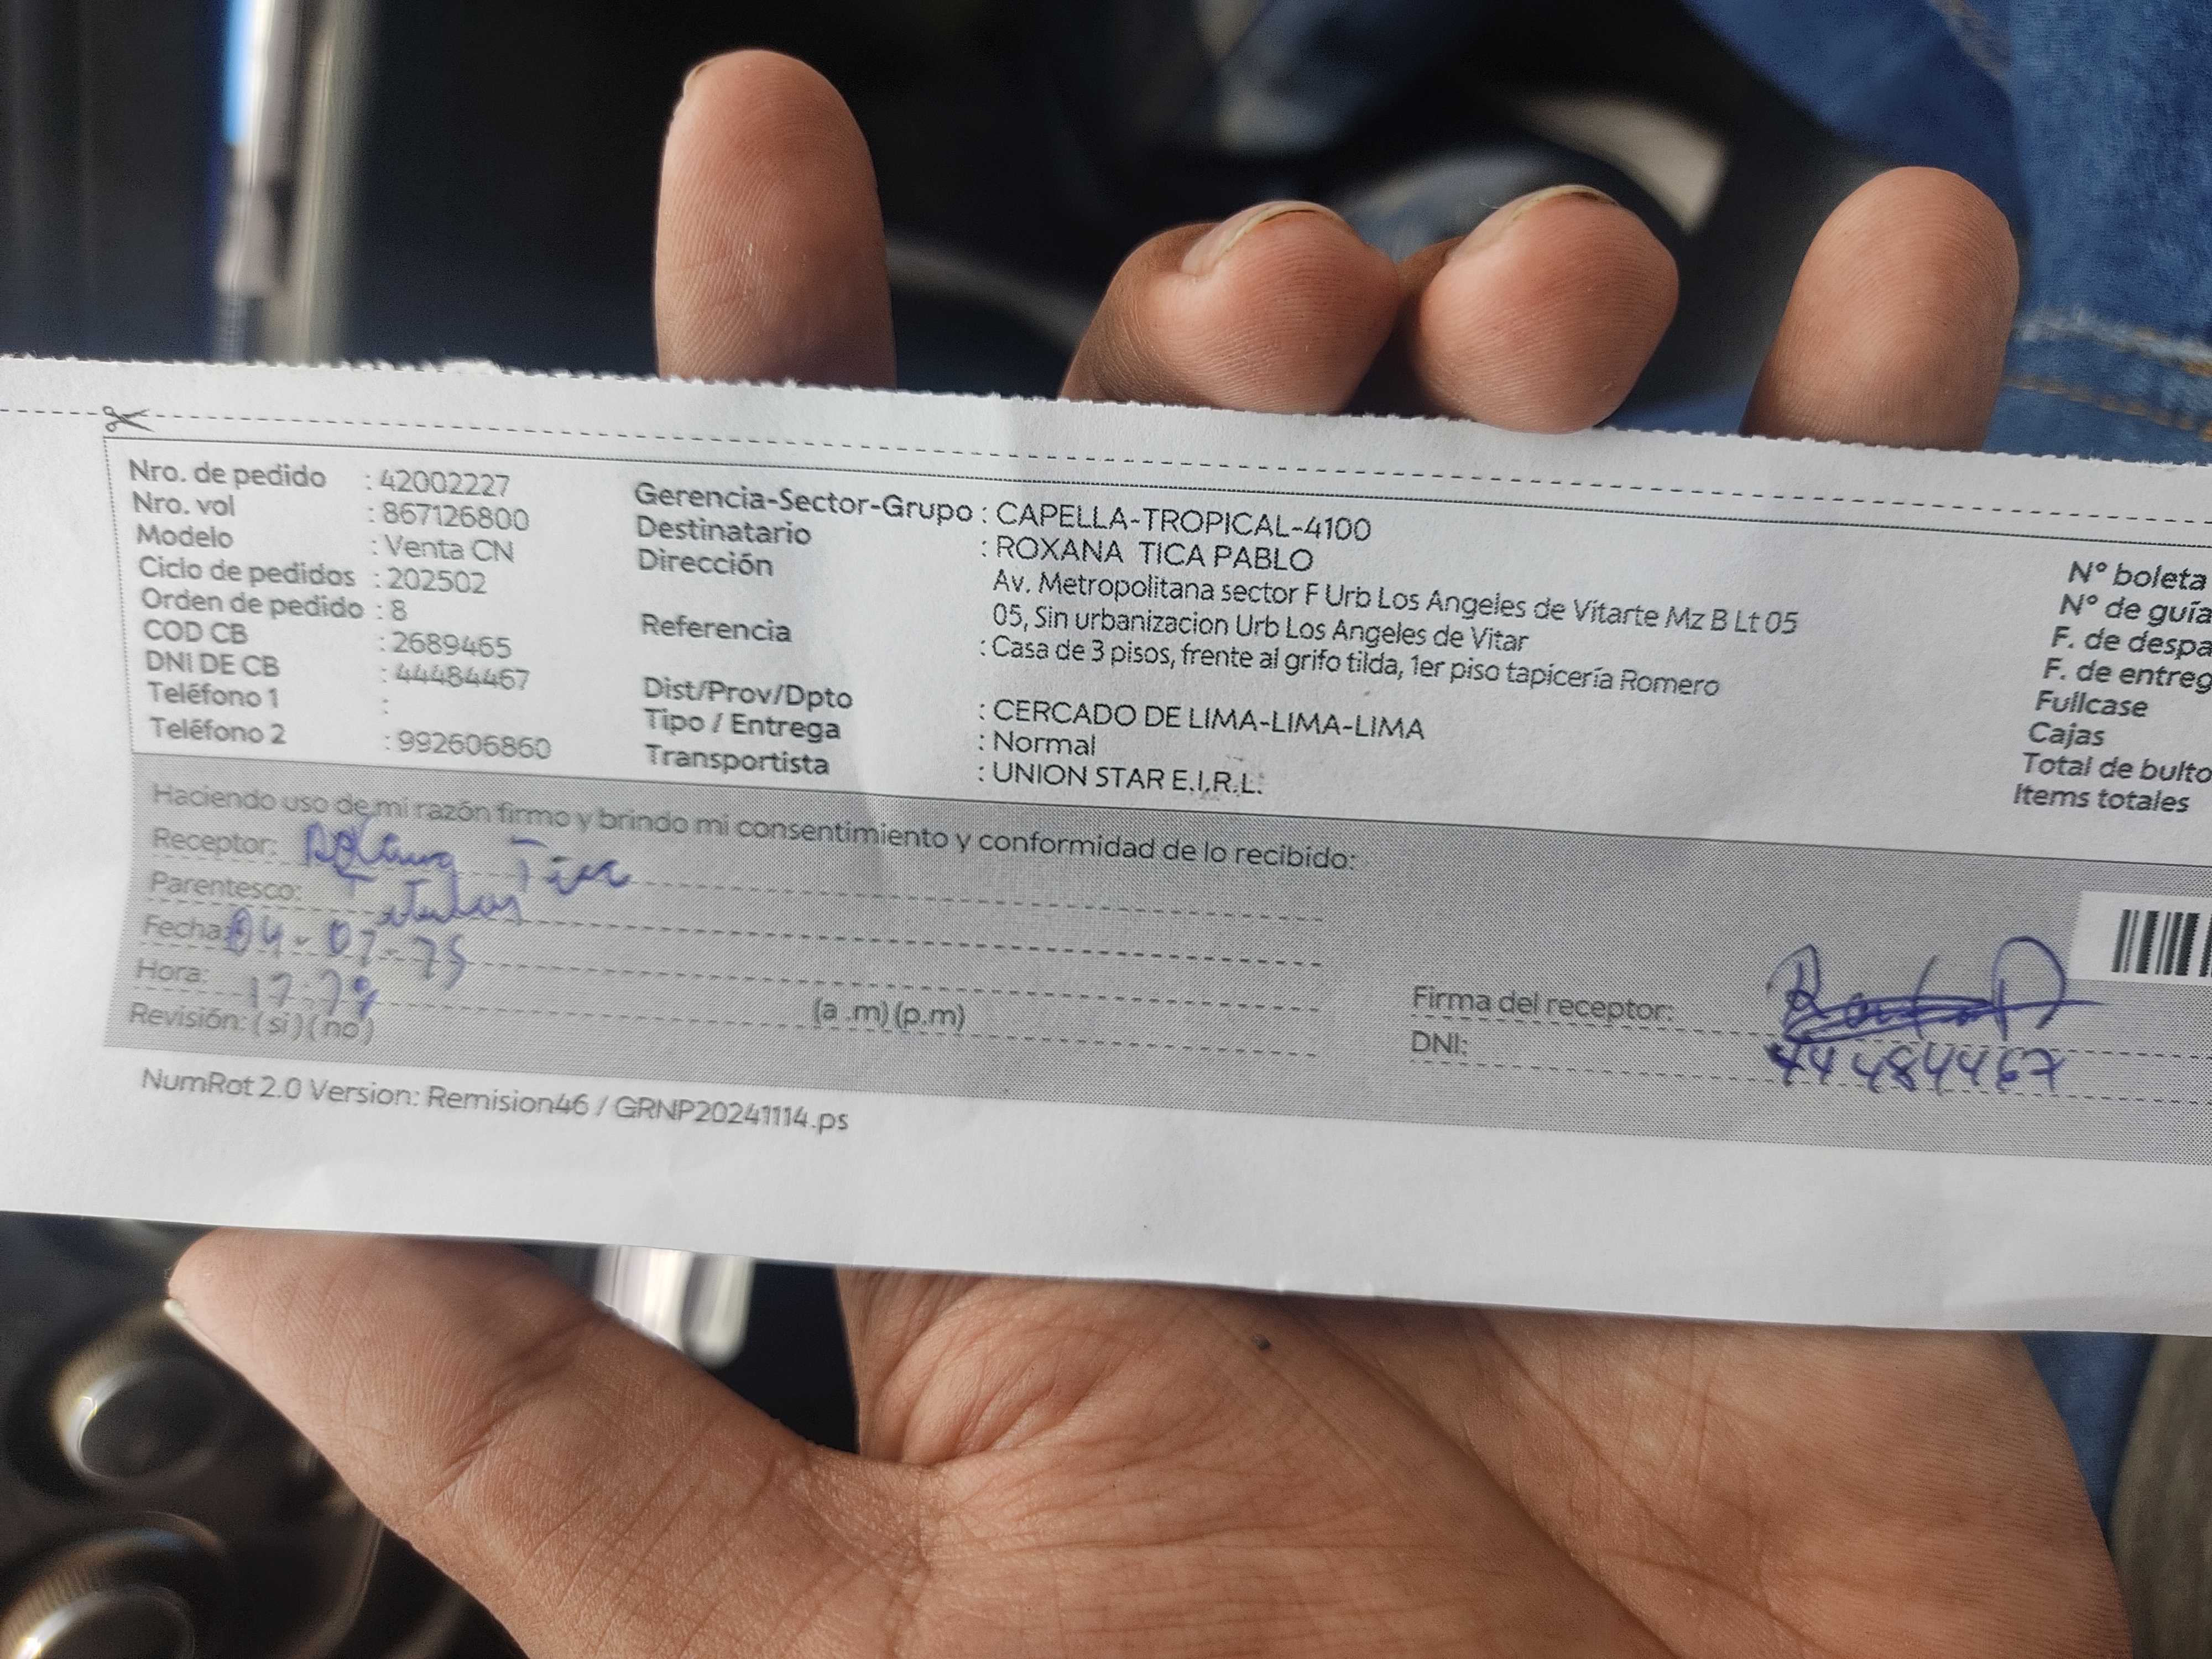 Nro. de pedido : 42002227
Nro. vol : 867126800
Modelo : Venta CN
Ciclo de pedidos : 202502
Orden de pedido : 8
COD CB : 2689465
DNI DE CB : 44484467
Teléfono 1 :
Teléfono 2 : 992606860
Gerencia-Sector-Grupo : CAPELLA-TROPICAL-4100
Destinatario : ROXANA TICA PABLO
Dirección
Av. Metropolitana sector F Urb Los Angeles de Vitarte Mz B Lt 05
05, Sin urbanizacion Urb Los Angeles de Vitar
Referencia : Casa de 3 pisos, frente al grifo tilda, 1er piso tapicería Romero
Dist/Prov/Dpto : CERCADO DE LIMA-LIMA-LIMA
Tipo / Entrega : Normal
Transportista : UNION STAR E.I.R.L.
N° boleta
N° de guía
F. de despa
F. de entreg
Fullcase
Cajas
Total de bulto
Items totales
Haciendo uso de mi razón firmo y brindo mi consentimiento y conformidad de lo recibido:
Receptor: Roxana Tica
Parentesco: Titular
Fecha:
Hora:
(a .m) (p.m)
Revisión: ( si ) ( no )
Firma del receptor:
DNI: 44484467
NumRot 2.0 Version: Remision46 / GRNP20241114.ps